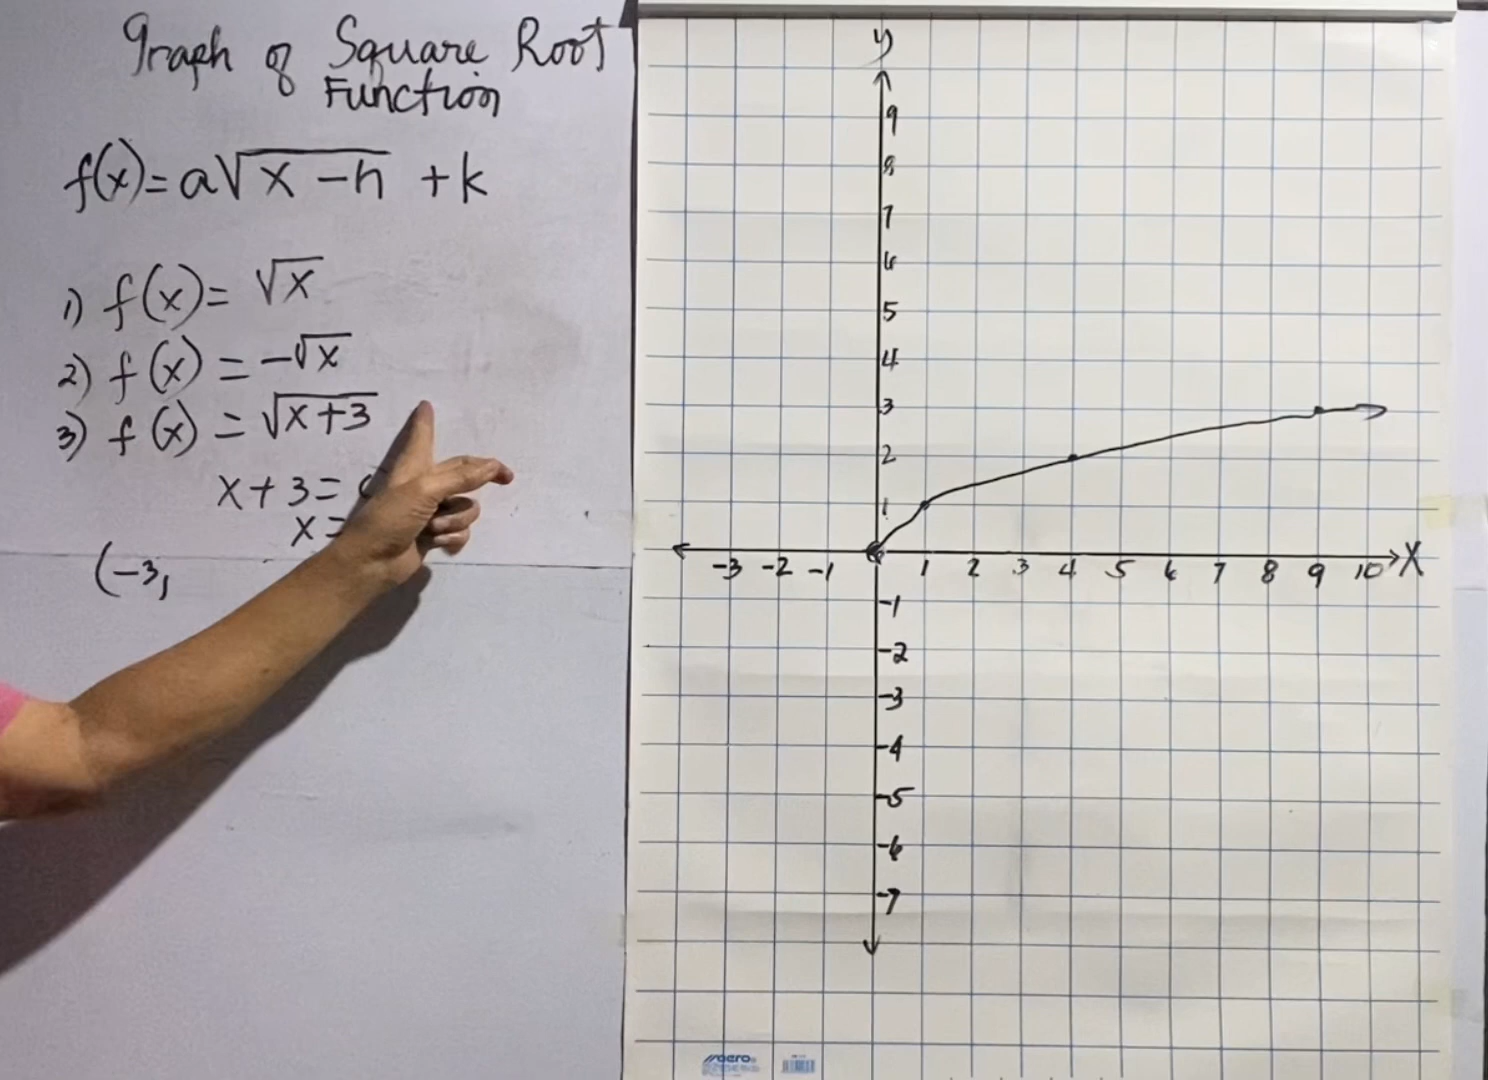 Graph of Square Root
Function
f(x)=a√x-h +k
1) f(x)= √x
2) f(x) = -√x
3) f(x) = √x+3
x+3=
x=
(-3,
y
9
8
7
6
5
4
3
2
1
-3 -2 -1 1 2 3 4 5 6 7 8 9 10 X
-1
-2
-3
-4
-5
-6
-7